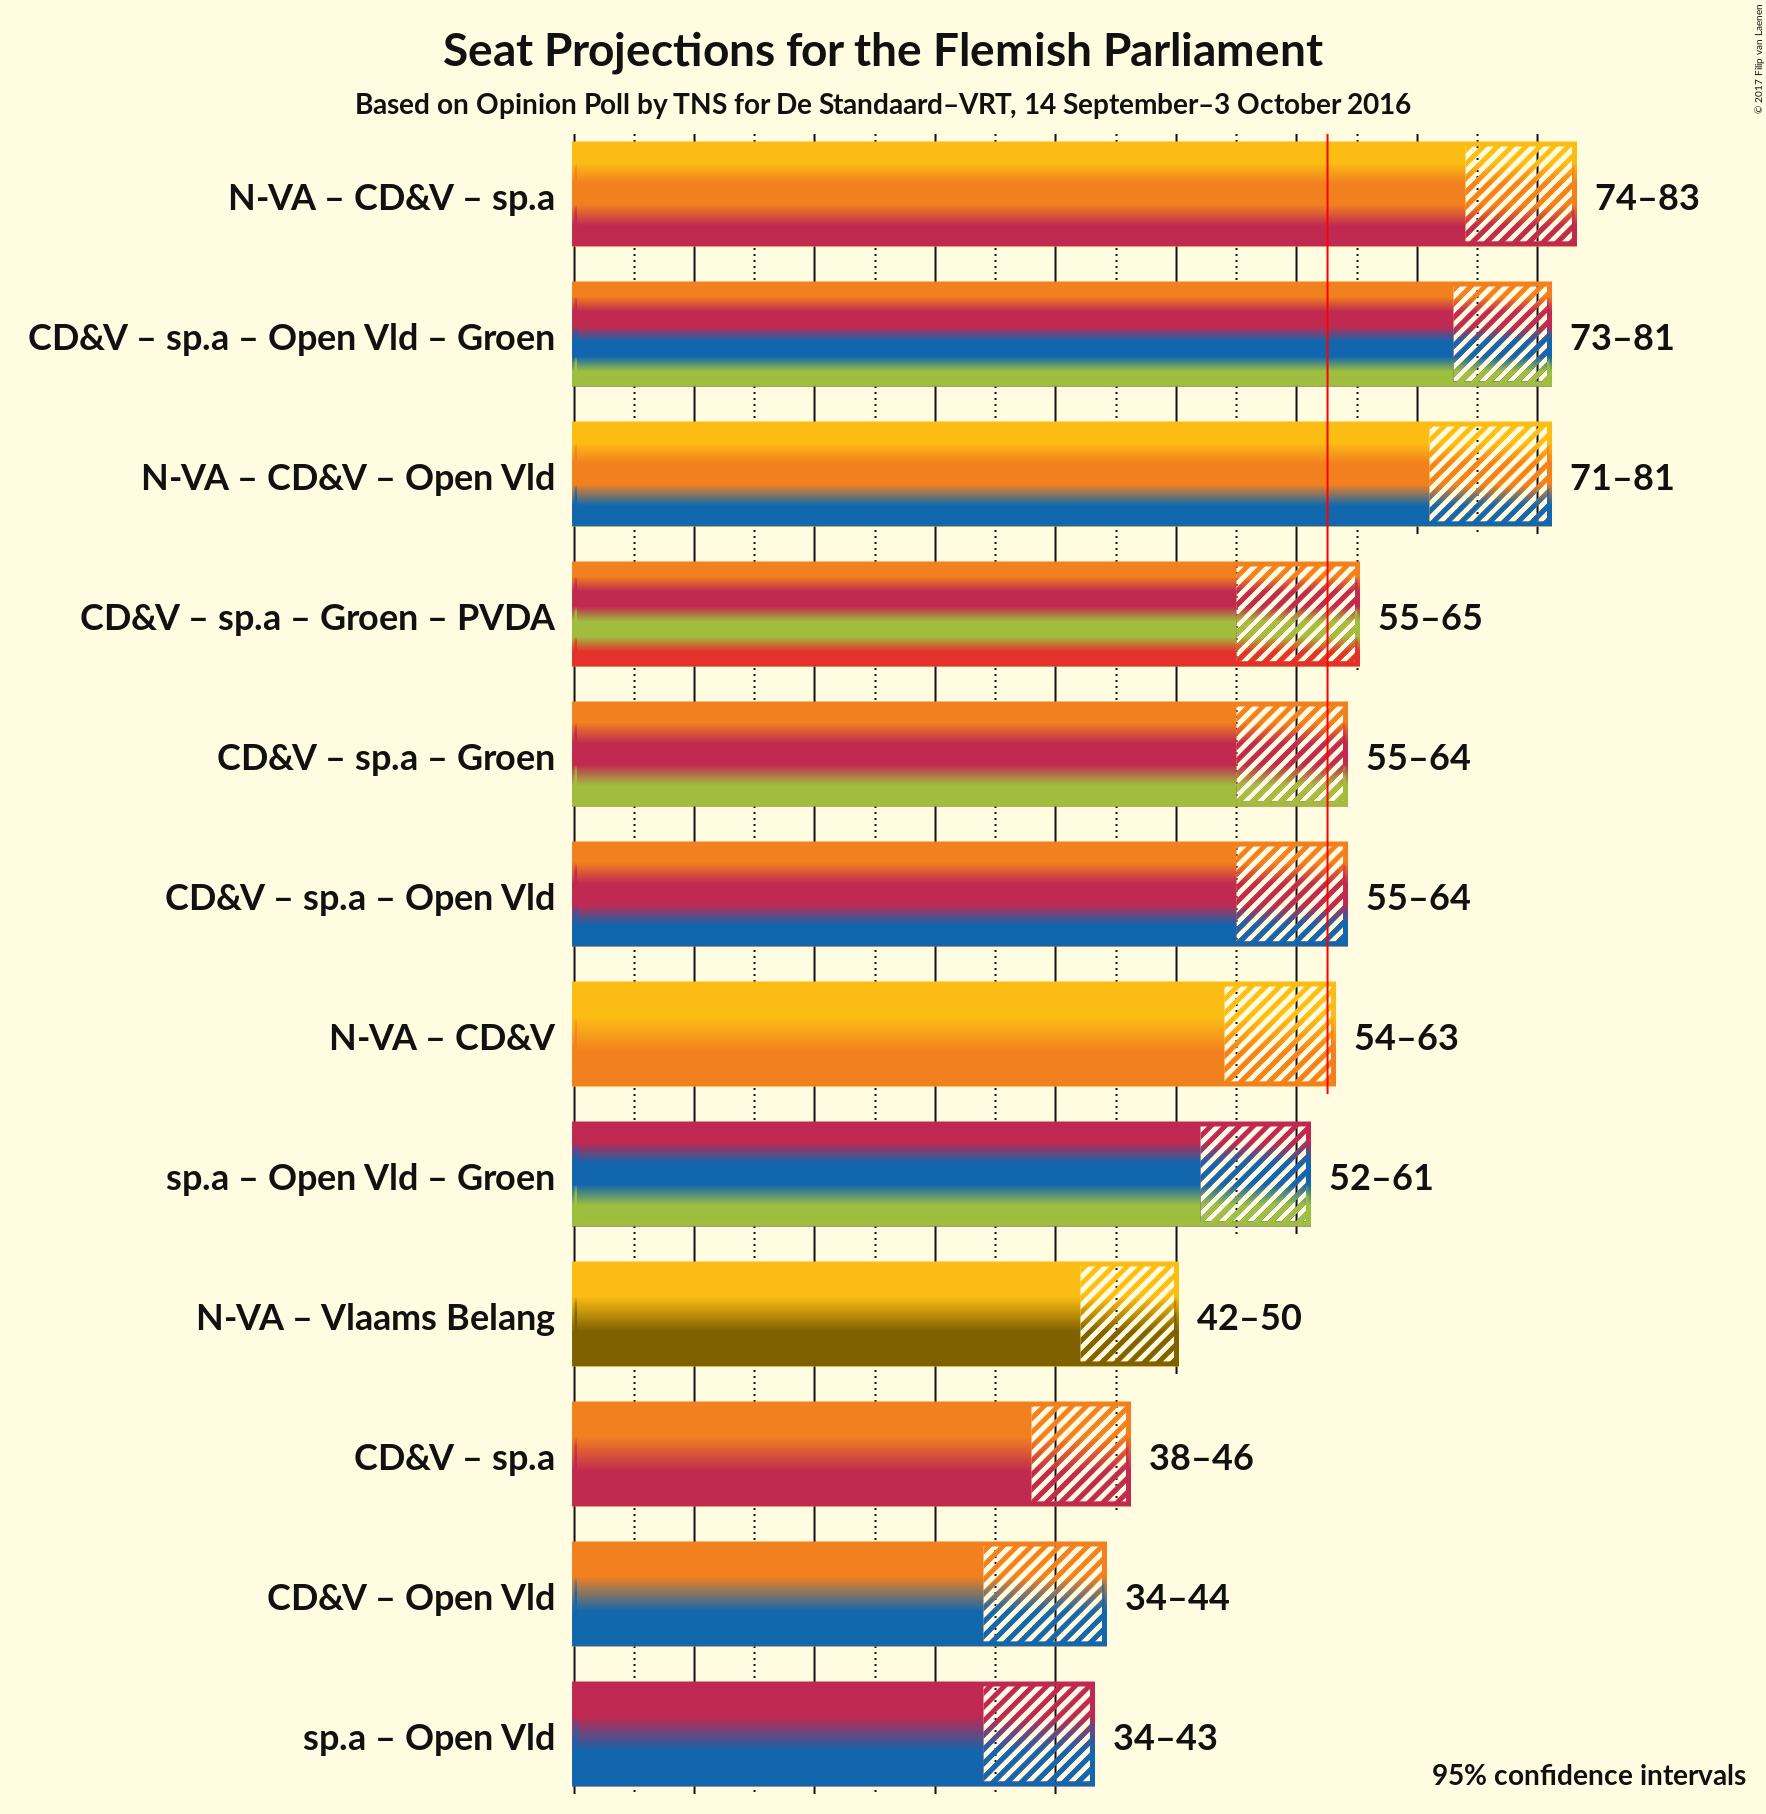 Seat Projections for the Flemish Parliament
Based on Opinion Poll by TNS for De Standaard–VRT, 14 September–3 October 2016
© 2017 Filip van Laenen
N-VA – CD&V – sp.a
74–83
CD&V – sp.a – Open Vld – Groen
73–81
N-VA – CD&V – Open Vld
71–81
CD&V – sp.a – Groen – PVDA
55–65
CD&V – sp.a – Groen
55–64
CD&V – sp.a – Open Vld
55–64
N-VA – CD&V
54–63
sp.a – Open Vld – Groen
52–61
N-VA – Vlaams Belang
42–50
CD&V – sp.a
38–46
CD&V – Open Vld
34–44
sp.a – Open Vld
34–43
95% confidence intervals